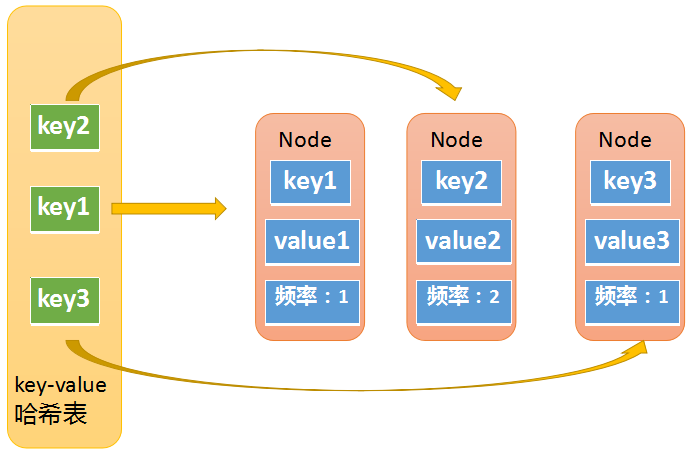 key2
key1
key3
key-value
哈希表
Node
key1
value1
频率：1
Node
key2
value2
频率：2
Node
key3
value3
频率：1